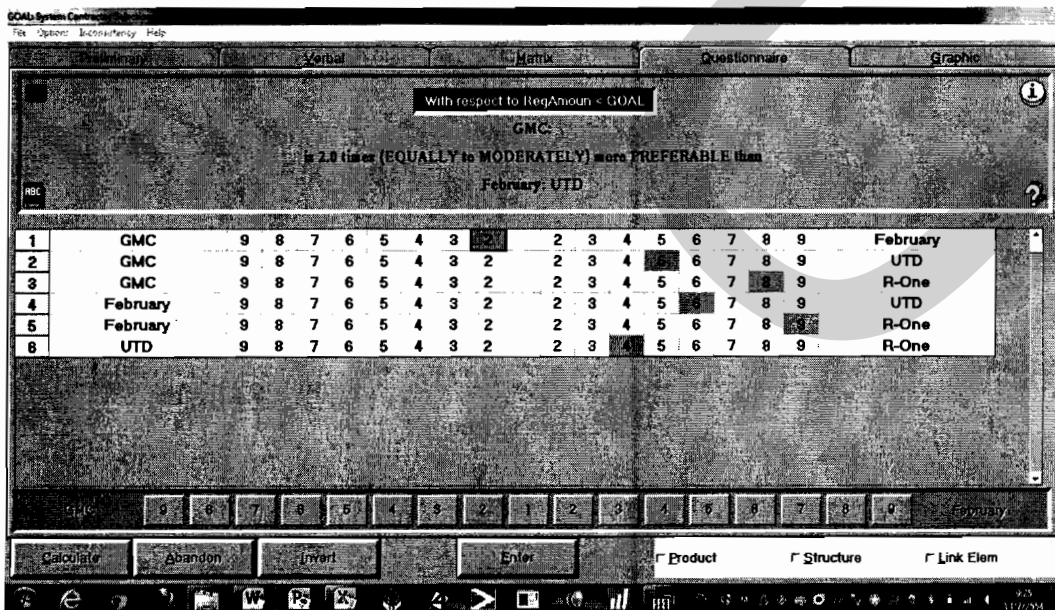 GOAL: System Contractor
File Options Inconsistency Help
Preliminary Verbal Matrix Questionnaire Graphic
With respect to ReqAmoun < GOAL
GMC:
is 2.0 times (EQUALLY to MODERATELY) more PREFERABLE than
ABC
February: UTD
1 GMC 9 8 7 6 5 4 3 2 2 3 4 5 6 7 8 9 February
2 GMC 9 8 7 6 5 4 3 2 2 3 4 5 6 7 8 9 UTD
3 GMC 9 8 7 6 5 4 3 2 2 3 4 5 6 7 8 9 R-One
4 February 9 8 7 6 5 4 3 2 2 3 4 5 6 7 8 9 UTD
5 February 9 8 7 6 5 4 3 2 2 3 4 5 6 7 8 9 R-One
6 UTD 9 8 7 6 5 4 3 2 2 3 4 5 6 7 8 9 R-One
GMC 9 8 7 6 5 4 3 2 1 2 3 4 5 6 7 8 9 February
Calculate Abandon Invert Enter Product Structure Link Elem